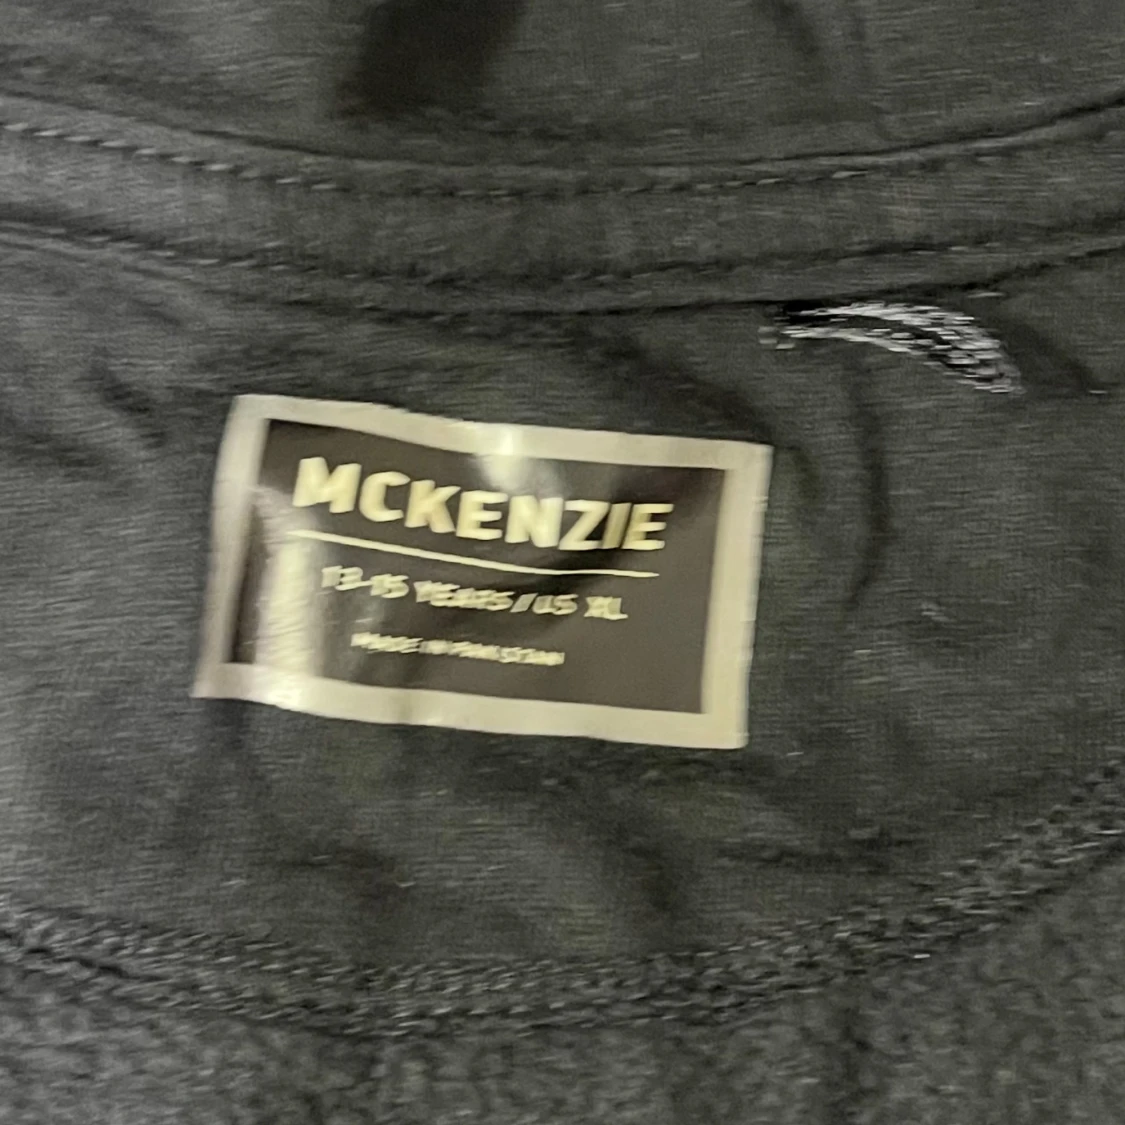 MCKENZIE
13-15 YEARS / US XL
MADE IN PAKISTAN